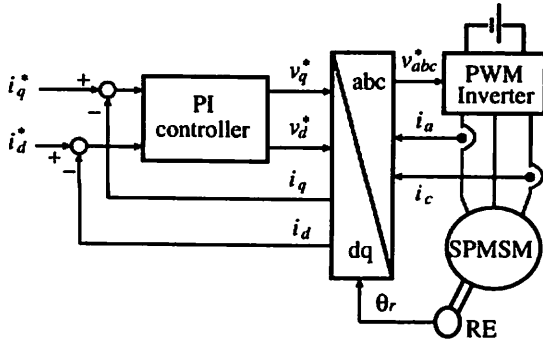 i*q
+
−
i*d
+
−
PI
controller
v*q
v*d
iq
id
abc
dq
v*abc
ia
ic
PWM
Inverter
SPMSM
θr
RE